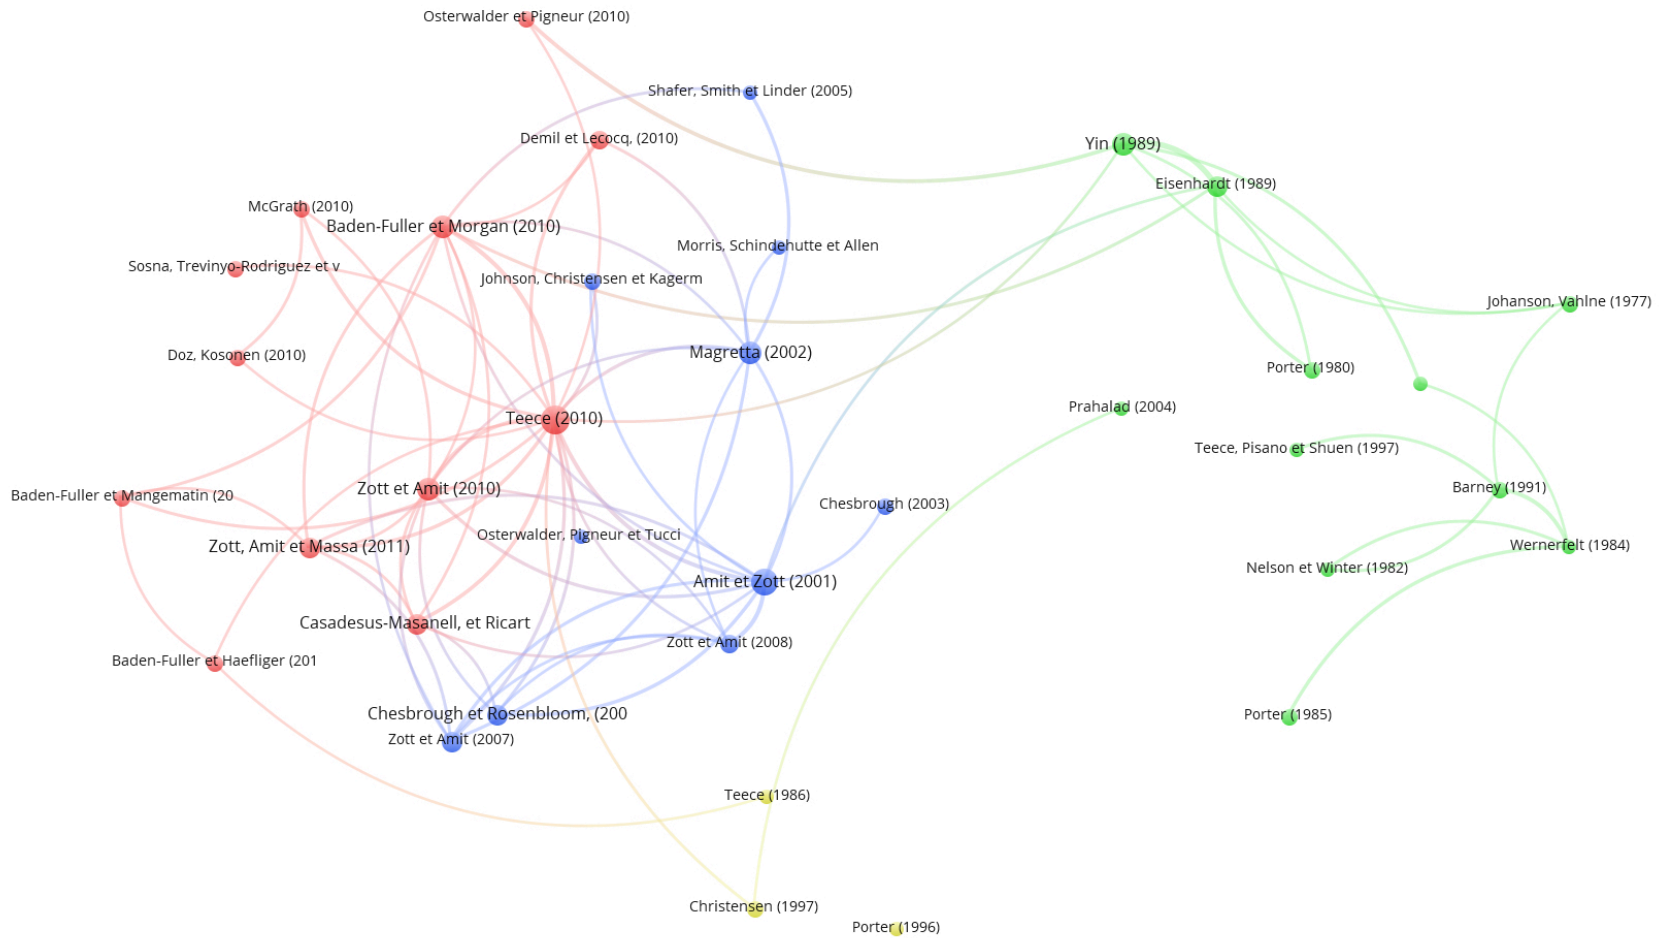 Osterwalder et Pigneur (2010)
Shafer, Smith et Linder (2005)
Demil et Lecocq, (2010)
Yin (1989)
Eisenhardt (1989)
McGrath (2010)
Baden-Fuller et Morgan (2010)
Morris, Schindehutte et Allen
Sosna, Trevinyo-Rodriguez et v
Johnson, Christensen et Kagerm
Johanson, Vahlne (1977)
Doz, Kosonen (2010)
Magretta (2002)
Porter (1980)
Prahalad (2004)
Teece (2010)
Teece, Pisano et Shuen (1997)
Zott et Amit (2010)
Barney (1991)
Baden-Fuller et Mangematin (20
Chesbrough (2003)
Osterwalder, Pigneur et Tucci
Zott, Amit et Massa (2011)
Wernerfelt (1984)
Nelson et Winter (1982)
Amit et Zott (2001)
Casadesus-Masanell, et Ricart
Zott et Amit (2008)
Baden-Fuller et Haefliger (201
Chesbrough et Rosenbloom, (200
Porter (1985)
Zott et Amit (2007)
Teece (1986)
Christensen (1997)
Porter (1996)